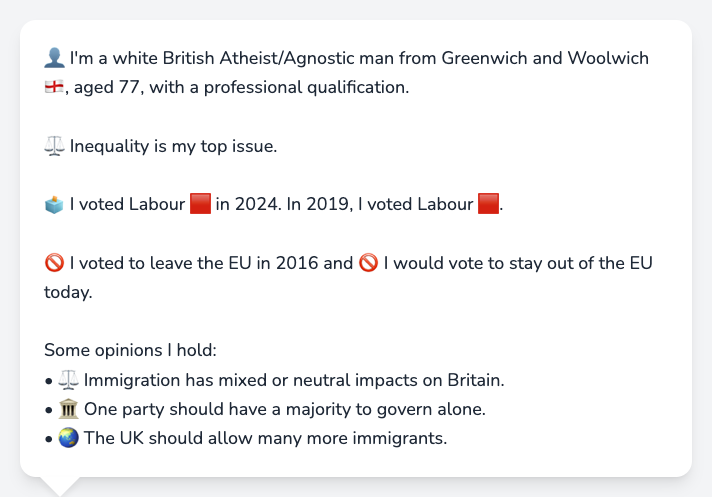 👤 I'm a white British Atheist/Agnostic man from Greenwich and Woolwich
🏴󠁧󠁢󠁥󠁮󠁧󠁿, aged 77, with a professional qualification.
⚖️ Inequality is my top issue.
🗳️ I voted Labour 🟥 in 2024. In 2019, I voted Labour 🟥.
🚫 I voted to leave the EU in 2016 and 🚫 I would vote to stay out of the EU
today.
Some opinions I hold:
• ⚖️ Immigration has mixed or neutral impacts on Britain.
• 🏛️ One party should have a majority to govern alone.
• 🌏 The UK should allow many more immigrants.